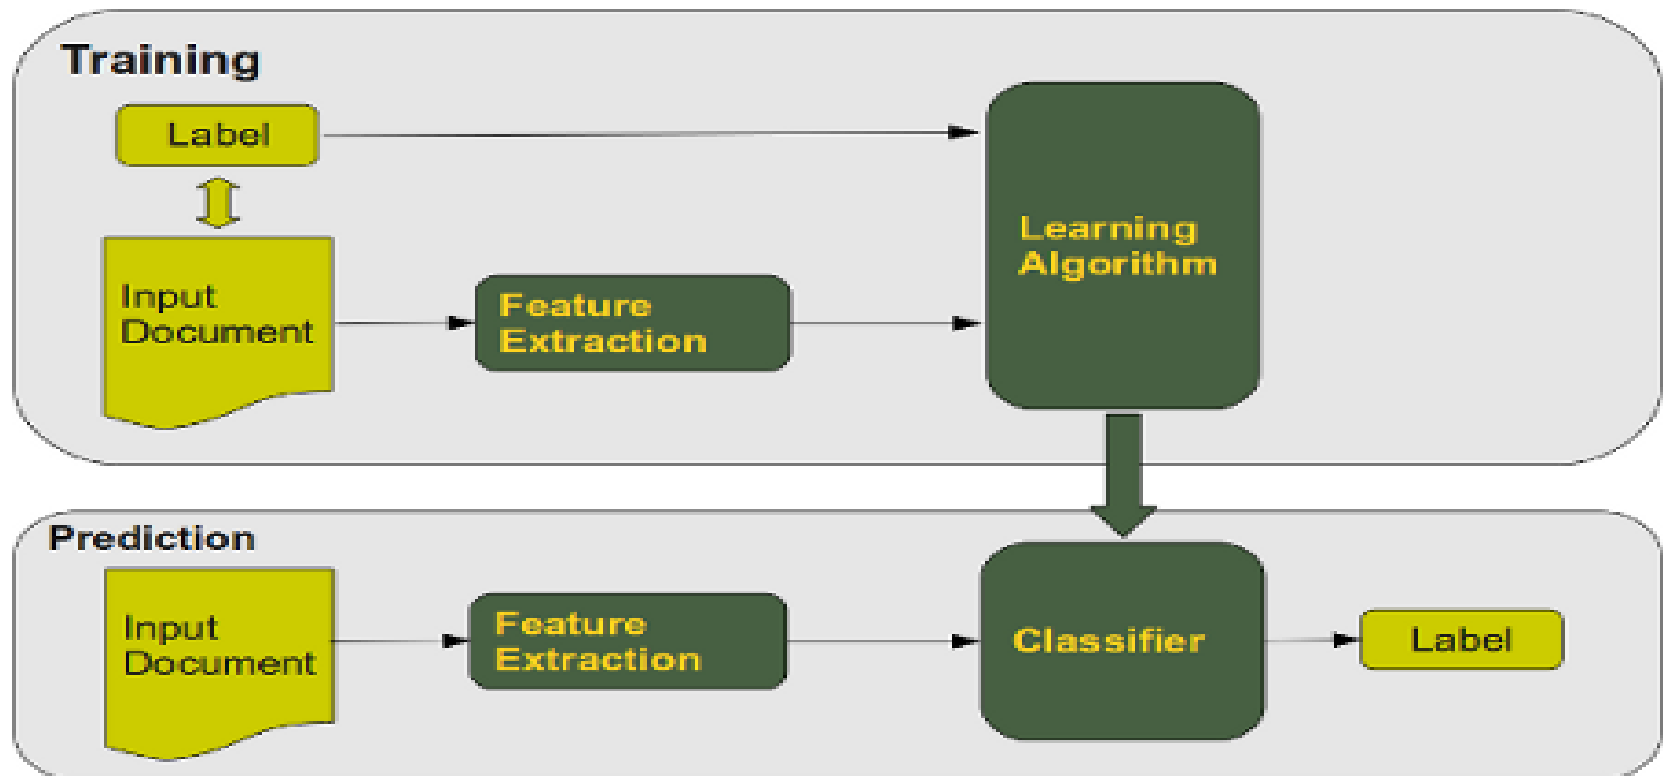 Training
Label
Input
Document
Feature
Extraction
Learning
Algorithm
Prediction
Input
Document
Feature
Extraction
Classifier
Label